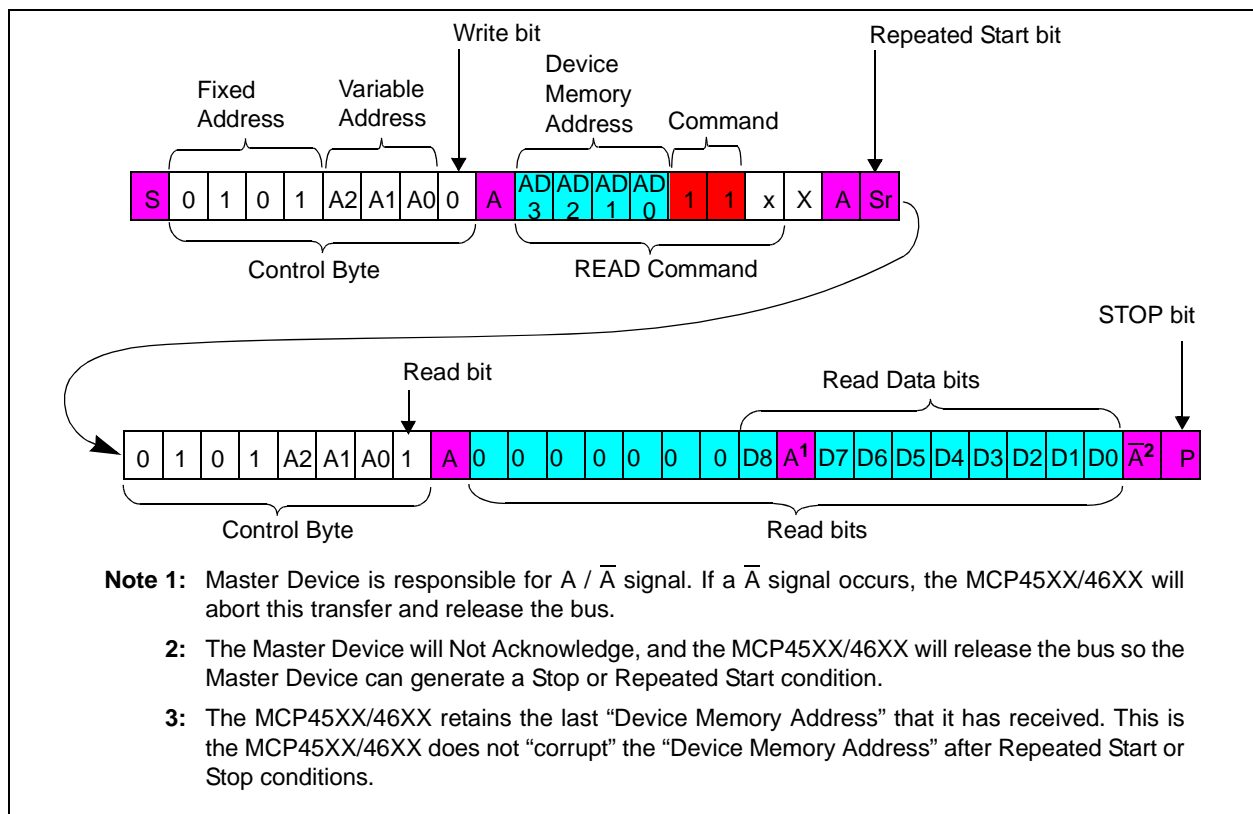 Write bit
Repeated Start bit
Device
Memory
Address
Fixed
Address
Variable
Address
Command
S 0 1 0 1 A2 A1 A0 0 A AD3 AD2 AD1 AD0 1 1 x X A Sr
Control Byte
READ Command
STOP bit
Read bit
Read Data bits
0 1 0 1 A2 A1 A0 1 A 0 0 0 0 0 0 0 D8 A¹ D7 D6 D5 D4 D3 D2 D1 D0 A̅² P
Control Byte
Read bits
Note 1: Master Device is responsible for A / A̅ signal. If a A̅ signal occurs, the MCP45XX/46XX will
abort this transfer and release the bus.
2: The Master Device will Not Acknowledge, and the MCP45XX/46XX will release the bus so the
Master Device can generate a Stop or Repeated Start condition.
3: The MCP45XX/46XX retains the last “Device Memory Address” that it has received. This is
the MCP45XX/46XX does not “corrupt” the “Device Memory Address” after Repeated Start or
Stop conditions.